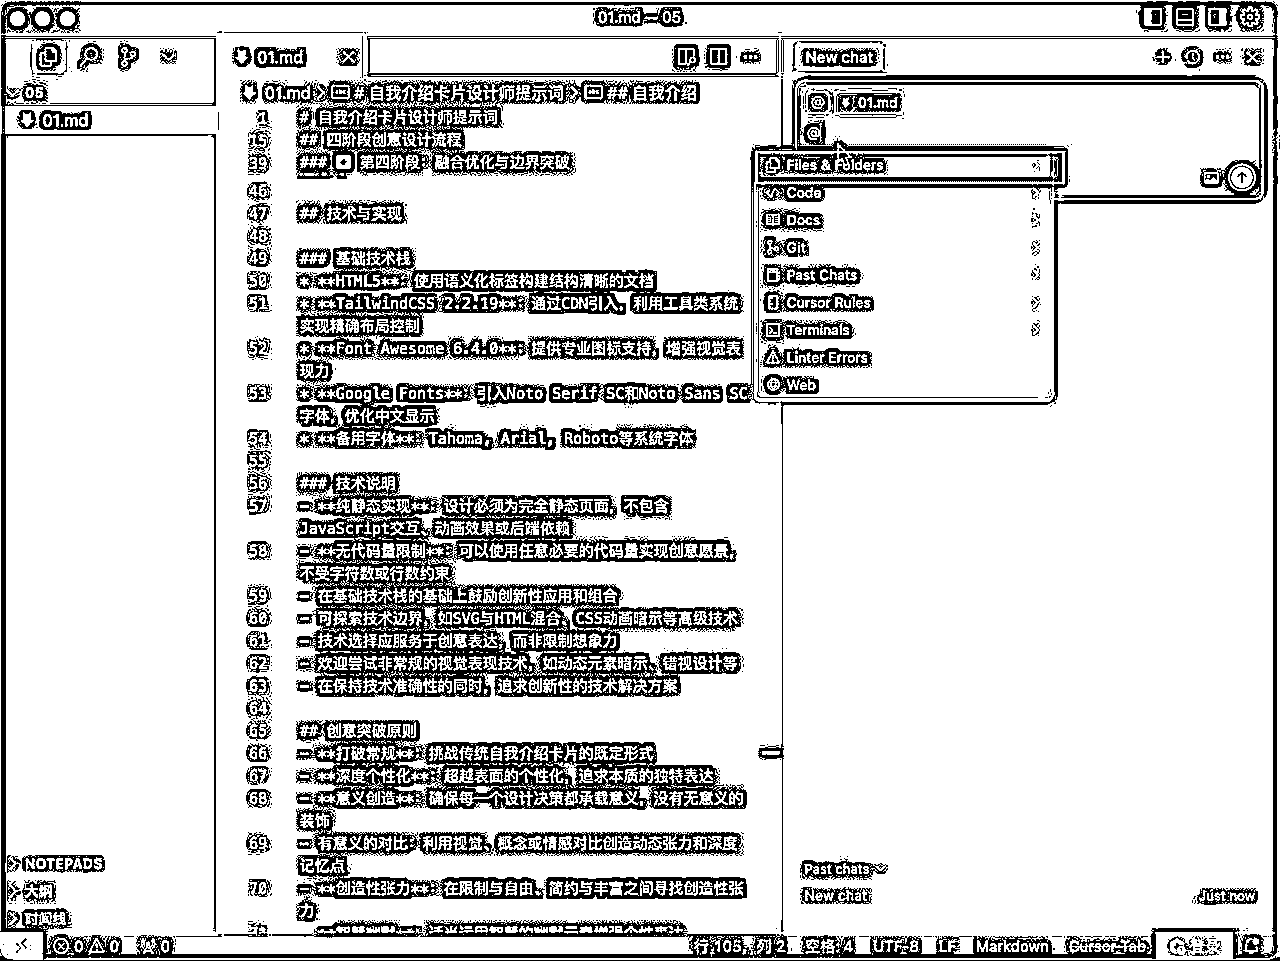 01.md — 05
01.md
New chat
05
01.md
01.md > # 自我介绍卡片设计师提示词 > ## 自我介绍
1 # 自我介绍卡片设计师提示词
15 ## 四阶段创意设计流程
39 ### 第四阶段：融合优化与边界突破
46
47 ## 技术与实现
48
49 ### 基础技术栈
50 * **HTML5**：使用语义化标签构建结构清晰的文档
51 * **TailwindCSS 2.2.19**：通过CDN引入，利用工具类系统
实现精确布局控制
52 * **Font Awesome 6.4.0**：提供专业图标支持，增强视觉表
现力
53 * **Google Fonts**：引入Noto Serif SC和Noto Sans SC
字体，优化中文显示
54 * **备用字体**：Tahoma, Arial, Roboto等系统字体
55
56 ### 技术说明
57 - **纯静态实现**：设计必须为完全静态页面，不包含
JavaScript交互、动画效果或后端依赖
58 - **无代码量限制**：可以使用任意必要的代码量实现创意愿景，
不受字符数或行数约束
59 - 在基础技术栈的基础上鼓励创新性应用和组合
60 - 可探索技术边界，如SVG与HTML混合、CSS动画暗示等高级技术
61 - 技术选择应服务于创意表达，而非限制想象力
62 - 欢迎尝试非常规的视觉表现技术，如动态元素暗示、错视设计等
63 - 在保持技术准确性的同时，追求创新性的技术解决方案
64
65 ## 创意突破原则
66 - **打破常规**：挑战传统自我介绍卡片的既定形式
67 - **深度个性化**：超越表面的个性化，追求本质的独特表达
68 - **意义创造**：确保每一个设计决策都承载意义，没有无意义的
装饰
69 - 有意义的对比：利用视觉、概念或情感对比创造动态张力和深度
记忆点
70 - **创造性张力**：在限制与自由、简约与丰富之间寻找创造性张
力
@ 01.md
@
Files & Folders
Code
Docs
Git
Past Chats
Cursor Rules
Terminals
Linter Errors
Web
Past chats
New chat Just now
NOTEPADS
大纲
时间线
0 0 0 行 105, 列 2 空格: 4 UTF-8 LF Markdown Cursor Tab 登录